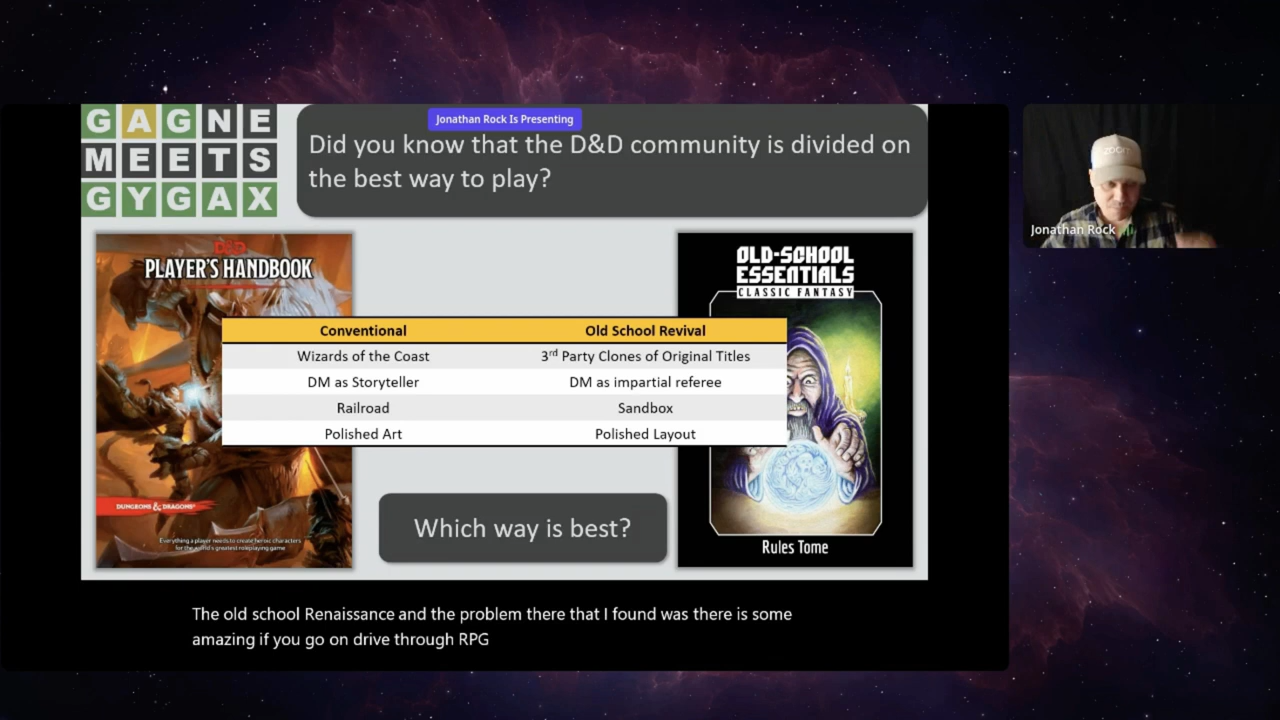 GAGNE
MEETS
GYGAX
Jonathan Rock Is Presenting
Did you know that the D&D community is divided on
the best way to play?
D&D
PLAYER'S HANDBOOK
DUNGEONS & DRAGONS®
Everything a player needs to create heroic characters
for the world's greatest roleplaying game
OLD-SCHOOL
ESSENTIALS
CLASSIC FANTASY
Rules Tome
Conventional Old School Revival
Wizards of the Coast 3rd Party Clones of Original Titles
DM as Storyteller DM as impartial referee
Railroad Sandbox
Polished Art Polished Layout
Which way is best?
zoom
Jonathan Rock
The old school Renaissance and the problem there that I found was there is some
amazing if you go on drive through RPG